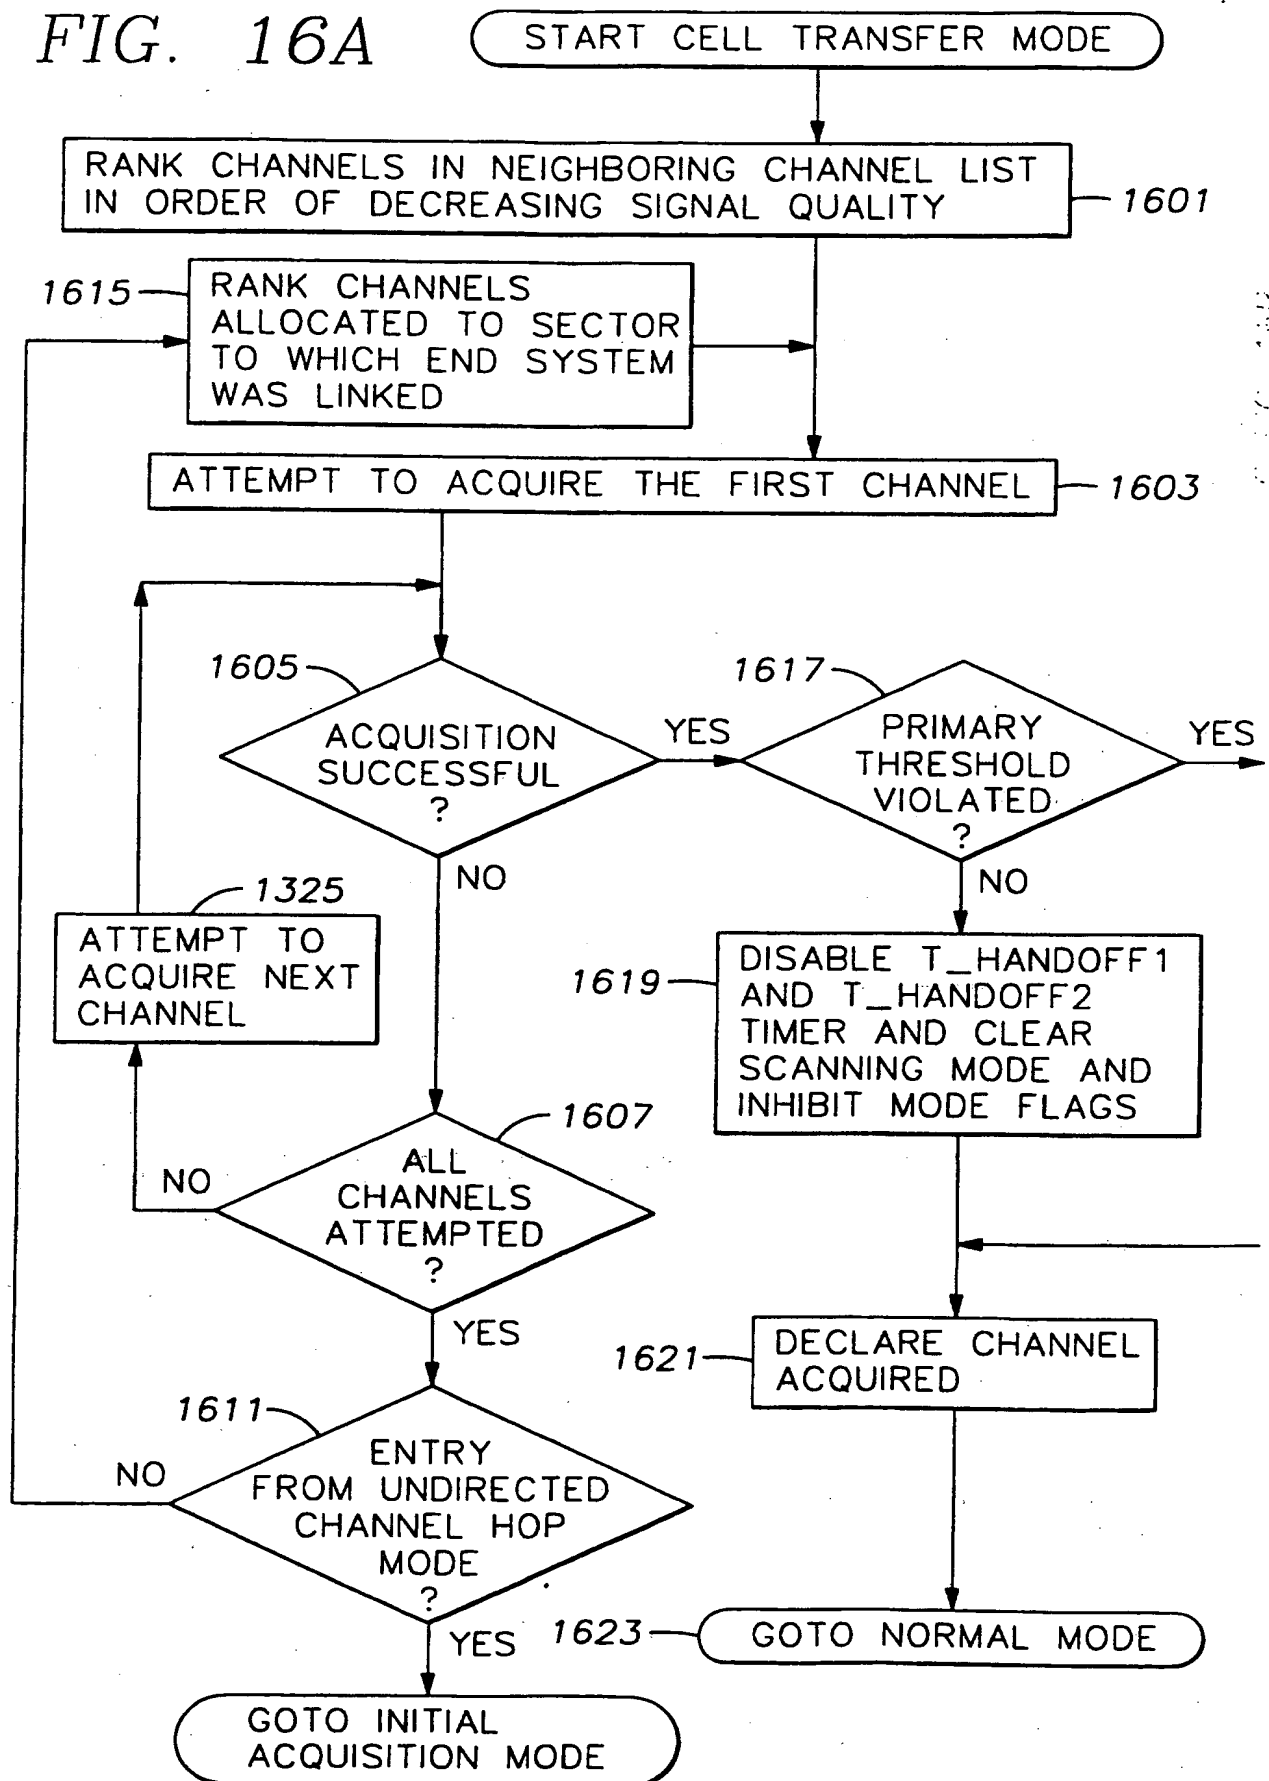 FIG. 16A
START CELL TRANSFER MODE
RANK CHANNELS IN NEIGHBORING CHANNEL LIST
IN ORDER OF DECREASING SIGNAL QUALITY
1601
1615
RANK CHANNELS
ALLOCATED TO SECTOR
TO WHICH END SYSTEM
WAS LINKED
ATTEMPT TO ACQUIRE THE FIRST CHANNEL
1603
1605
ACQUISITION
SUCCESSFUL
?
YES
NO
1617
PRIMARY
THRESHOLD
VIOLATED
?
YES
NO
1325
ATTEMPT TO
ACQUIRE NEXT
CHANNEL
1619
DISABLE T_HANDOFF1
AND T_HANDOFF2
TIMER AND CLEAR
SCANNING MODE AND
INHIBIT MODE FLAGS
1607
ALL
CHANNELS
ATTEMPTED
?
NO
YES
1621
DECLARE CHANNEL
ACQUIRED
1611
ENTRY
FROM UNDIRECTED
CHANNEL HOP
MODE
?
NO
YES
1623
GOTO NORMAL MODE
GOTO INITIAL
ACQUISITION MODE